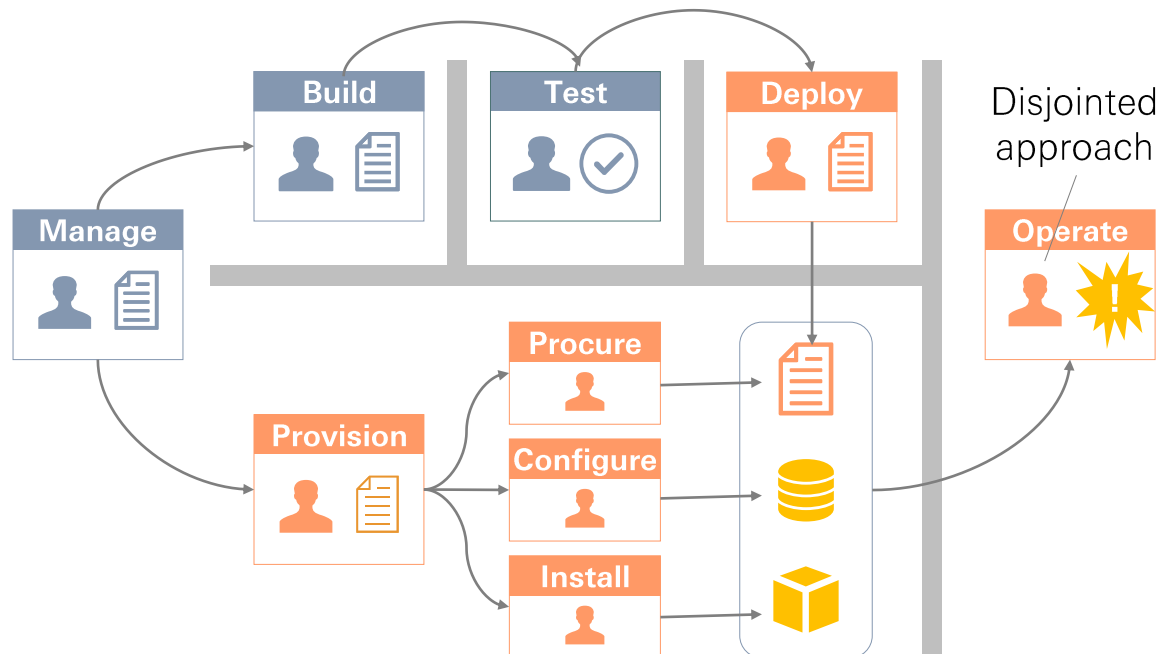 Build
Test
Deploy
Disjointed
approach
Manage
Operate
!
Procure
Provision
Configure
Install